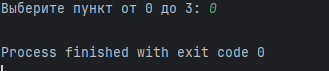 Выберите пункт от 0 до 3: 0
Process finished with exit code 0